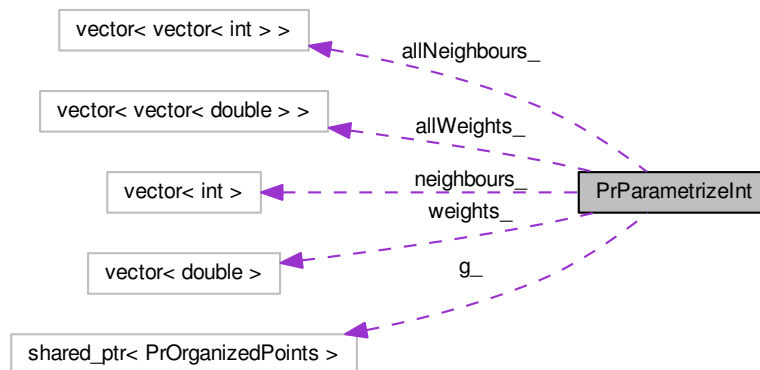 vector< vector< int > >
allNeighbours_
vector< vector< double > >
allWeights_
vector< int >
neighbours_
PrParametrizeInt
weights_
vector< double >
g_
shared_ptr< PrOrganizedPoints >